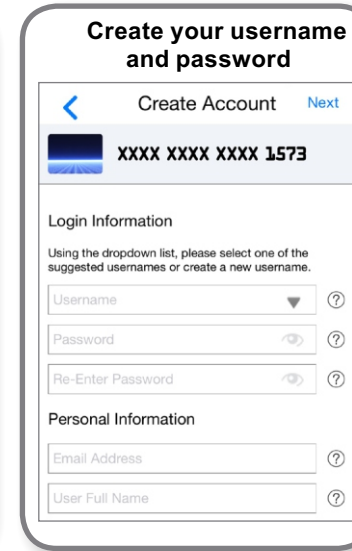 Create your username
and password
Create Account Next
XXXX XXXX XXXX 1573
Login Information
Using the dropdown list, please select one of the
suggested usernames or create a new username.
Username
?
Password
?
Re-Enter Password
?
Personal Information
Email Address
?
User Full Name
?